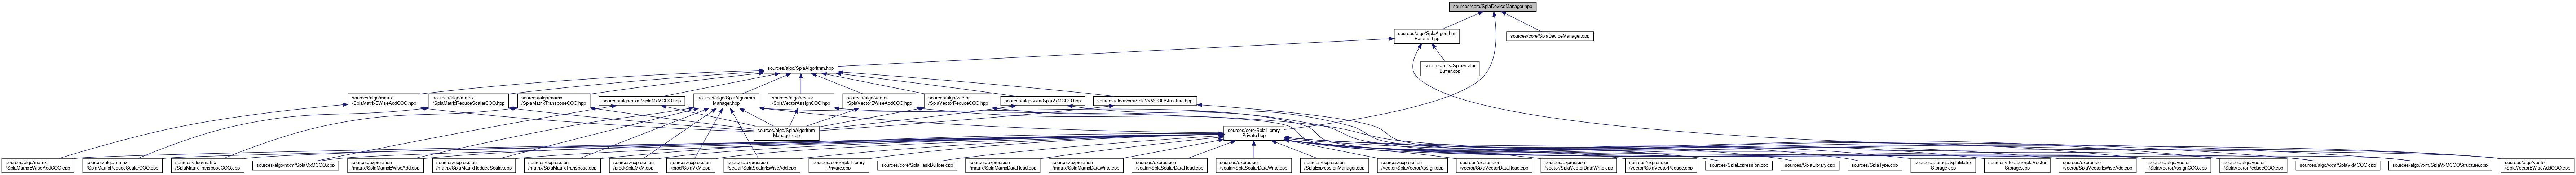 sources/core/SplaDeviceManager.hpp
sources/algo/SplaAlgorithm
Params.hpp
sources/core/SplaDeviceManager.cpp
sources/algo/SplaAlgorithm.hpp
sources/utils/SplaScalar
Buffer.cpp
sources/algo/matrix
/SplaMatrixEWiseAddCOO.hpp
sources/algo/matrix
/SplaMatrixReduceScalarCOO.hpp
sources/algo/matrix
/SplaMatrixTransposeCOO.hpp
sources/algo/mxm/SplaMxMCOO.hpp
sources/algo/SplaAlgorithm
Manager.hpp
sources/algo/vector
/SplaVectorAssignCOO.hpp
sources/algo/vector
/SplaVectorEWiseAddCOO.hpp
sources/algo/vector
/SplaVectorReduceCOO.hpp
sources/algo/vxm/SplaVxMCOO.hpp
sources/algo/vxm/SplaVxMCOOStructure.hpp
sources/algo/SplaAlgorithm
Manager.cpp
sources/core/SplaLibrary
Private.hpp
sources/algo/matrix
/SplaMatrixEWiseAddCOO.cpp
sources/algo/matrix
/SplaMatrixReduceScalarCOO.cpp
sources/algo/matrix
/SplaMatrixTransposeCOO.cpp
sources/algo/mxm/SplaMxMCOO.cpp
sources/expression
/matrix/SplaMatrixEWiseAdd.cpp
sources/expression
/matrix/SplaMatrixReduceScalar.cpp
sources/expression
/matrix/SplaMatrixTranspose.cpp
sources/expression
/prod/SplaMxM.cpp
sources/expression
/prod/SplaVxM.cpp
sources/expression
/scalar/SplaScalarEWiseAdd.cpp
sources/core/SplaLibrary
Private.cpp
sources/core/SplaTaskBuilder.cpp
sources/expression
/matrix/SplaMatrixDataRead.cpp
sources/expression
/matrix/SplaMatrixDataWrite.cpp
sources/expression
/scalar/SplaScalarDataRead.cpp
sources/expression
/scalar/SplaScalarDataWrite.cpp
sources/expression
/SplaExpressionManager.cpp
sources/expression
/vector/SplaVectorAssign.cpp
sources/expression
/vector/SplaVectorDataRead.cpp
sources/expression
/vector/SplaVectorDataWrite.cpp
sources/expression
/vector/SplaVectorReduce.cpp
sources/SplaExpression.cpp
sources/SplaLibrary.cpp
sources/SplaType.cpp
sources/storage/SplaMatrix
Storage.cpp
sources/storage/SplaVector
Storage.cpp
sources/expression
/vector/SplaVectorEWiseAdd.cpp
sources/algo/vector
/SplaVectorAssignCOO.cpp
sources/algo/vector
/SplaVectorReduceCOO.cpp
sources/algo/vxm/SplaVxMCOO.cpp
sources/algo/vxm/SplaVxMCOOStructure.cpp
sources/algo/vector
/SplaVectorEWiseAddCOO.cpp